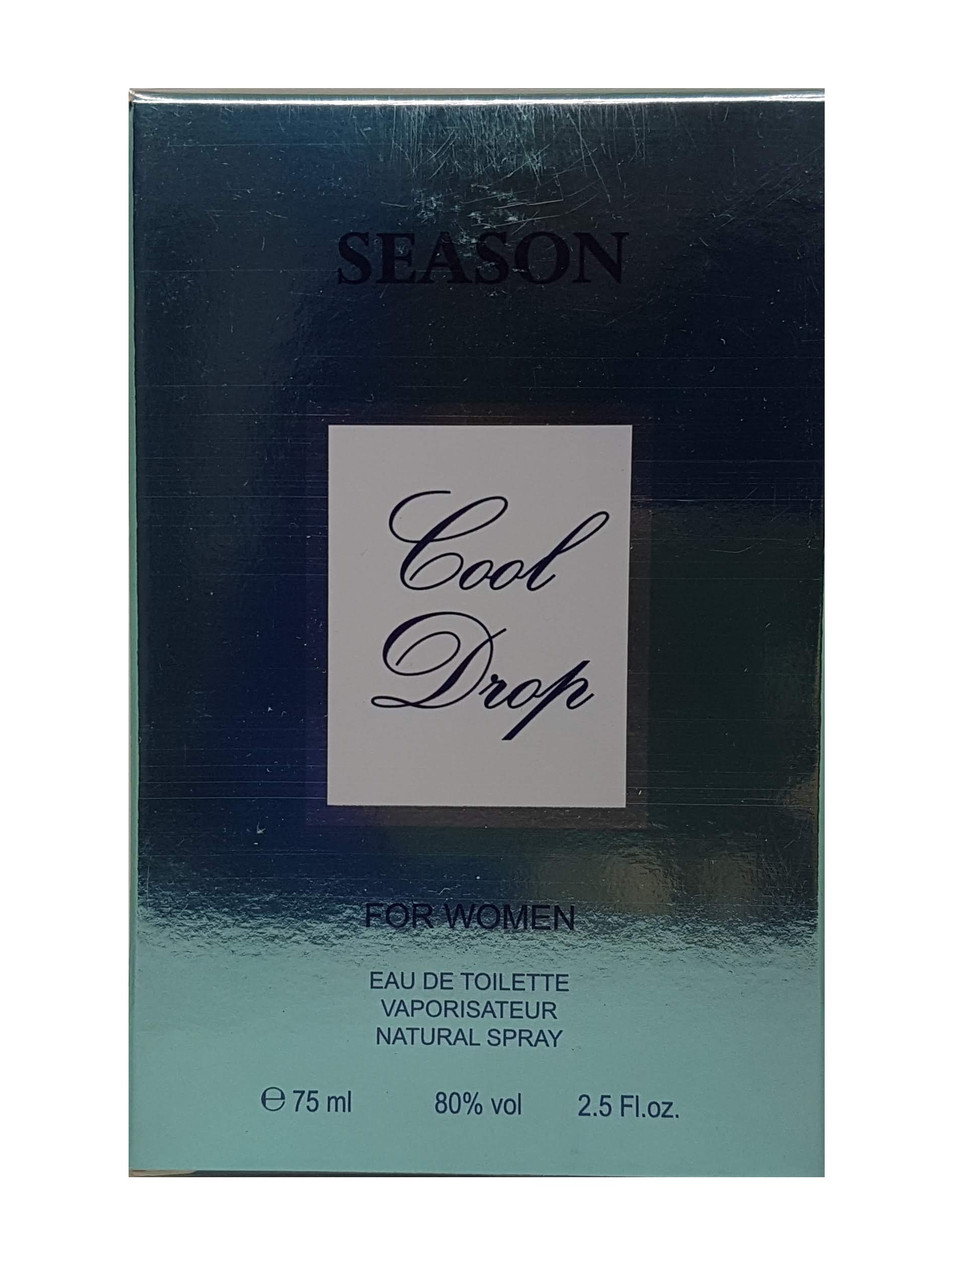 SEASON
Cool
Drop
FOR WOMEN
EAU DE TOILETTE
VAPORISATEUR
NATURAL SPRAY
℮ 75 ml 80% vol 2.5 Fl.oz.